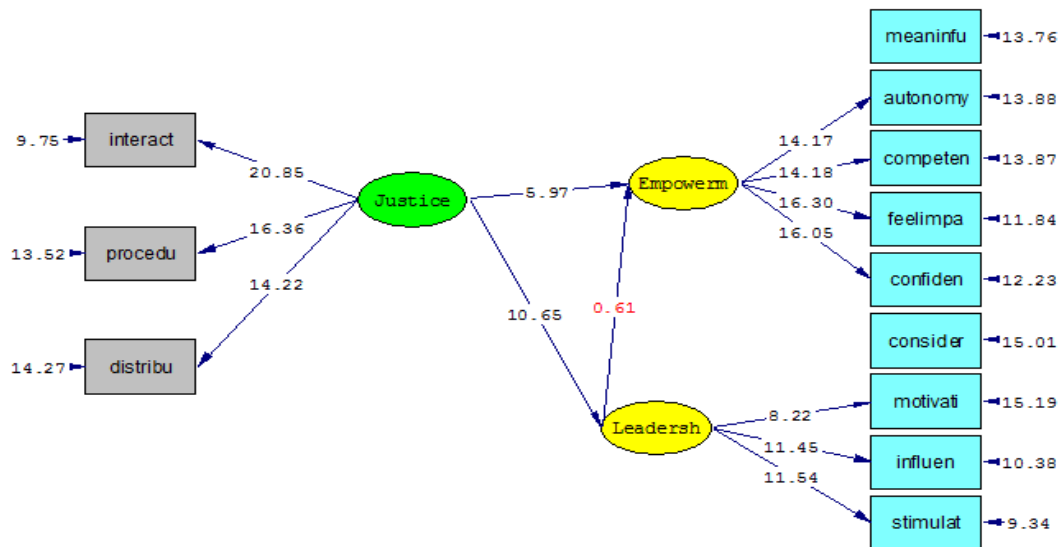 meaninfu
13.76
autonomy
13.88
14.17
interact
9.75
competen
13.87
14.18
20.85
Empowerm
5.97
Justice
16.30
feelimpa
11.84
16.36
16.05
procedu
13.52
confiden
12.23
14.22
10.65
0.61
consider
15.01
distribu
14.27
motivati
15.19
8.22
Leadersh
11.45
influen
10.38
11.54
stimulat
9.34